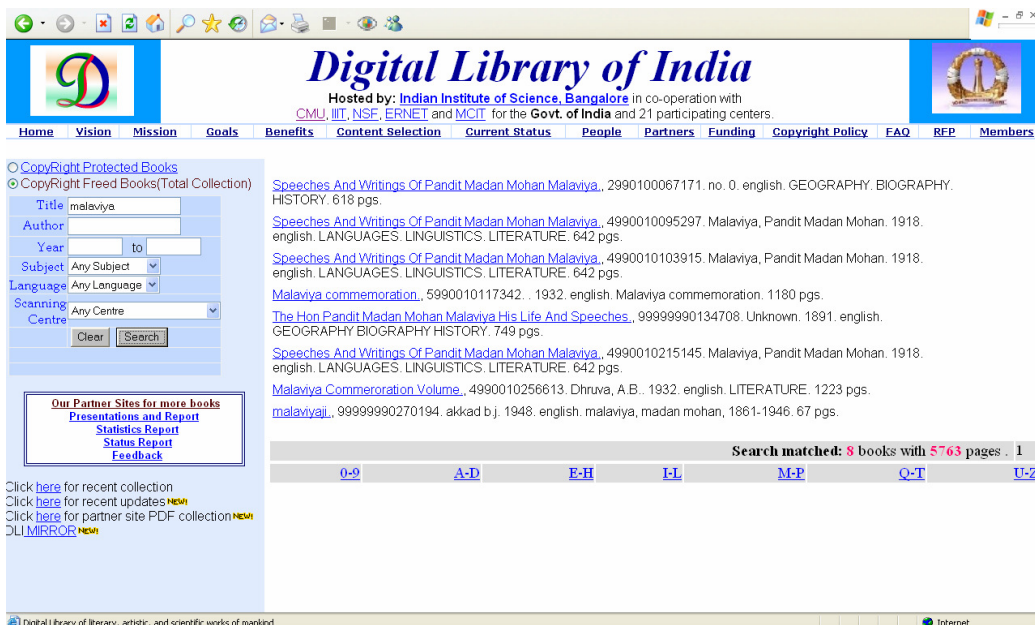 Digital Library of India
Hosted by: Indian Institute of Science, Bangalore in co-operation with
CMU, IIIT, NSF, ERNET and MCIT for the Govt. of India and 21 participating centers.
Home Vision Mission Goals Benefits Content Selection Current Status People Partners Funding Copyright Policy FAQ RFP Members
CopyRight Protected Books
CopyRight Freed Books(Total Collection)
Title malaviya
Author
Year to
Subject Any Subject
Language Any Language
Scanning Centre Any Centre
Clear Search
Our Partner Sites for more books
Presentations and Report
Statistics Report
Status Report
Feedback
Click here for recent collection
Click here for recent updates NEW!
Click here for partner site PDF collection NEW!
DLI MIRROR NEW!
Speeches And Writings Of Pandit Madan Mohan Malaviya., 2990100067171. no. 0. english. GEOGRAPHY. BIOGRAPHY.
HISTORY. 618 pgs.
Speeches And Writings Of Pandit Madan Mohan Malaviya., 4990010095297. Malaviya, Pandit Madan Mohan. 1918.
english. LANGUAGES. LINGUISTICS. LITERATURE. 642 pgs.
Speeches And Writings Of Pandit Madan Mohan Malaviya., 4990010103915. Malaviya, Pandit Madan Mohan. 1918.
english. LANGUAGES. LINGUISTICS. LITERATURE. 642 pgs.
Malaviya commemoration., 5990010117342. . 1932. english. Malaviya commemoration. 1180 pgs.
The Hon Pandit Madan Mohan Malaviya His Life And Speeches., 99999990134708. Unknown. 1891. english.
GEOGRAPHY BIOGRAPHY HISTORY. 749 pgs.
Speeches And Writings Of Pandit Madan Mohan Malaviya., 4990010215145. Malaviya, Pandit Madan Mohan. 1918.
english. LANGUAGES. LINGUISTICS. LITERATURE. 642 pgs.
Malaviya Commeroration Volume., 4990010256613. Dhruva, A.B.. 1932. english. LITERATURE. 1223 pgs.
malaviyaji., 99999990270194. akkad b.j. 1948. english. malaviya, madan mohan, 1861-1946. 67 pgs.
Search matched: 8 books with 5763 pages . 1
0-9 A-D E-H I-L M-P Q-T U-Z
Digital Library of literary, artistic, and scientific works of mankind
Internet